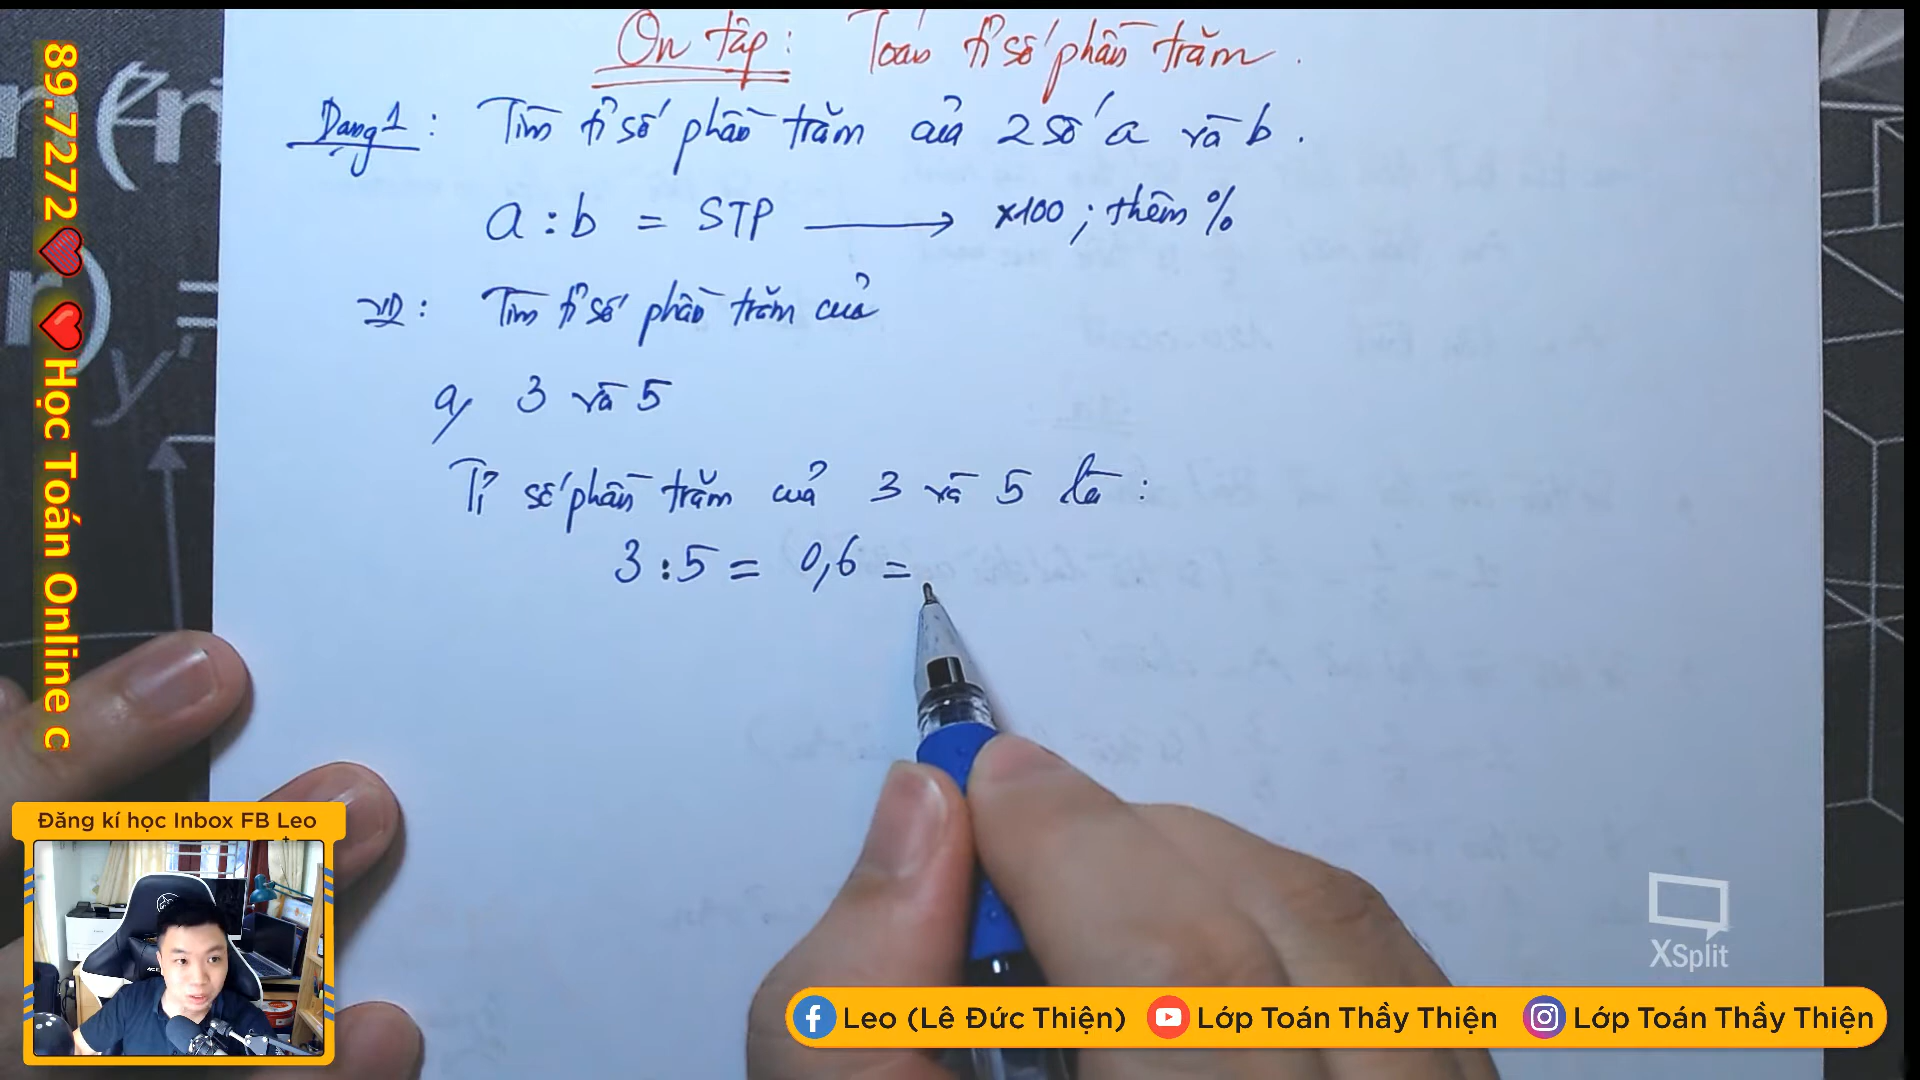 Ôn tập: Toán tỉ số phần trăm.
Dạng 1: Tìm tỉ số phần trăm của 2 số a và b.
a : b = STP → x100 ; thêm %
VD: Tìm tỉ số phần trăm của
a, 3 và 5
Tỉ số phần trăm của 3 và 5 là:
3 : 5 = 0,6 =
89.7272 ❤ ❤ Học Toán Online c
Đăng kí học Inbox FB Leo
XSplit
Leo (Lê Đức Thiện) Lớp Toán Thầy Thiện Lớp Toán Thầy Thiện